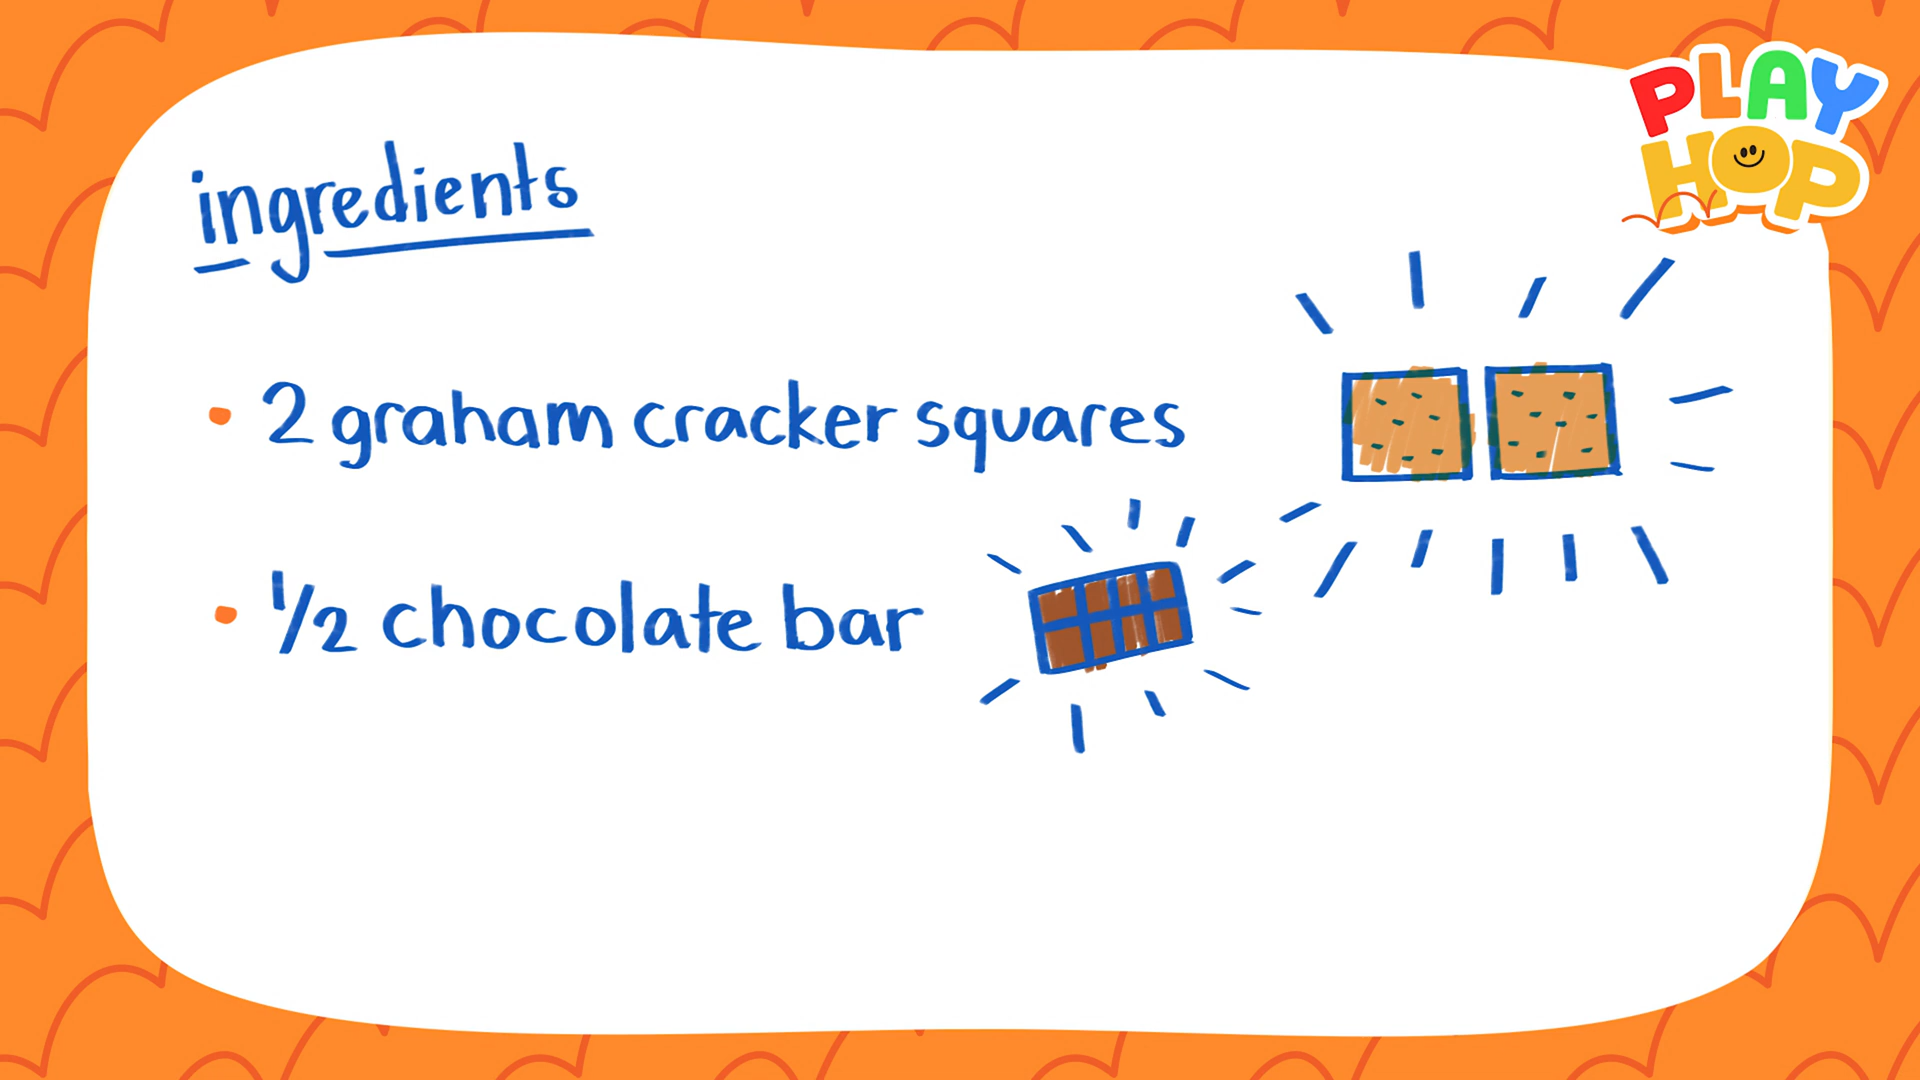 PLAY
HOP
ingredients
• 2 graham cracker squares
• 1/2 chocolate bar